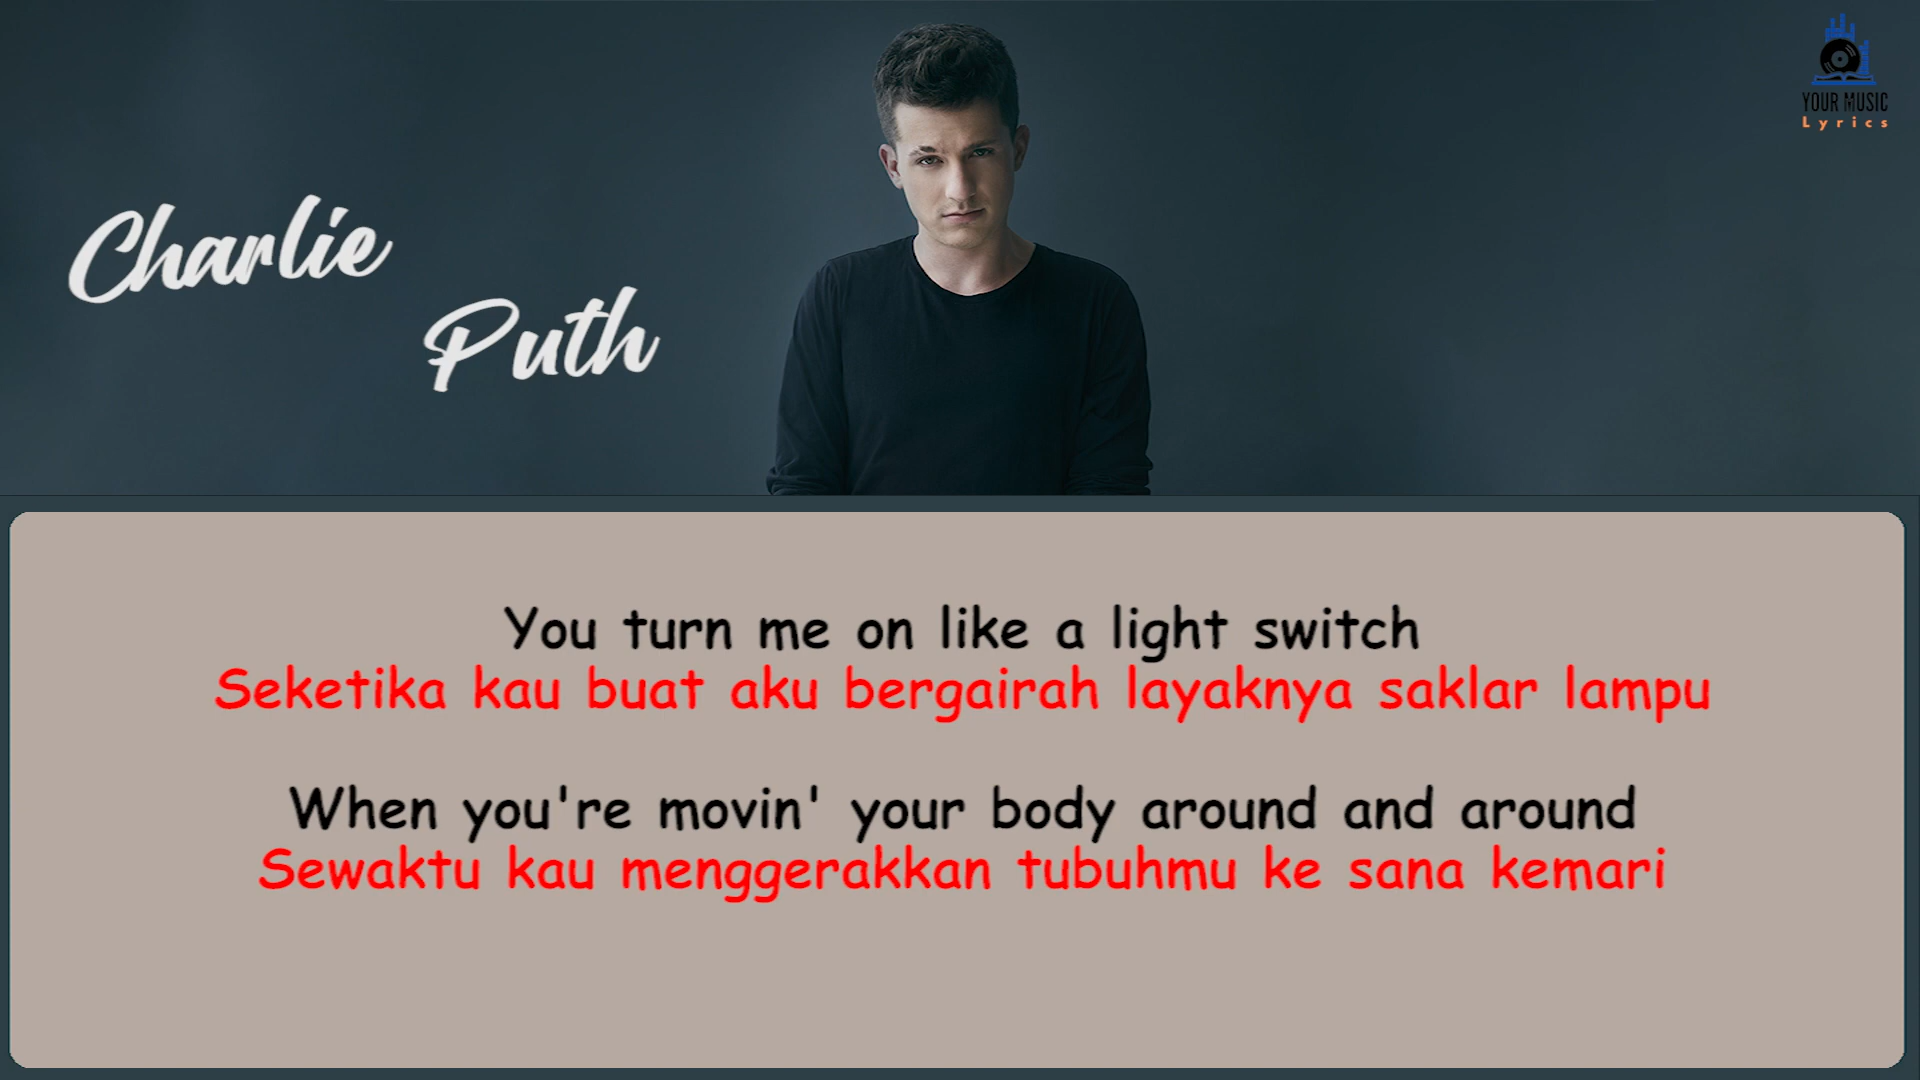 YOUR MUSIC
Lyrics
Charlie
Puth
You turn me on like a light switch
Seketika kau buat aku bergairah layaknya saklar lampu
When you're movin' your body around and around
Sewaktu kau menggerakkan tubuhmu ke sana kemari